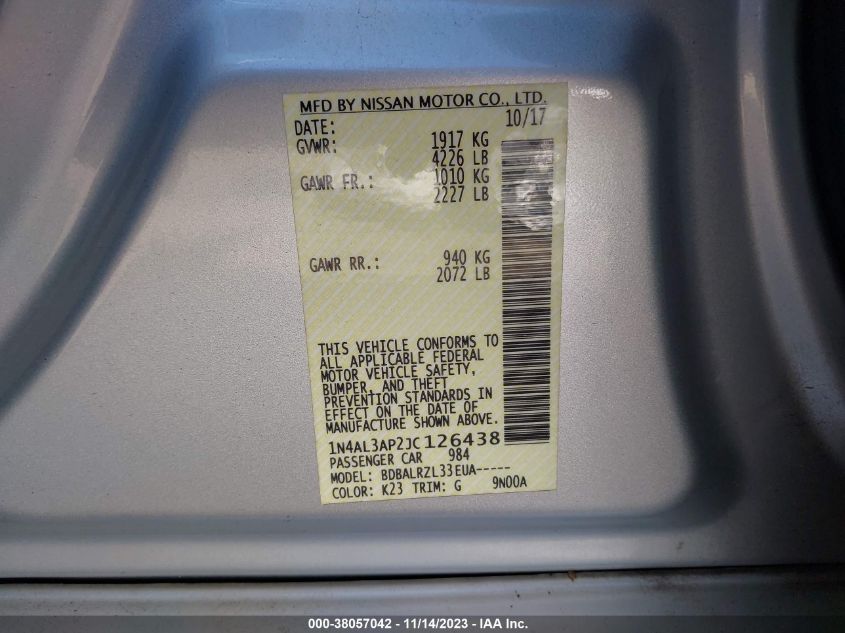 MFD BY NISSAN MOTOR CO., LTD.
DATE: 10/17
GVWR: 1917 KG
4226 LB
GAWR FR.: 1010 KG
2227 LB
GAWR RR.: 940 KG
2072 LB
THIS VEHICLE CONFORMS TO
ALL APPLICABLE FEDERAL
MOTOR VEHICLE SAFETY,
BUMPER, AND THEFT
PREVENTION STANDARDS IN
EFFECT ON THE DATE OF
MANUFACTURE SHOWN ABOVE.
1N4AL3AP2JC126438
PASSENGER CAR 984
MODEL: BDBALRZL33EUA-----
COLOR: K23 TRIM: G 9N00A
000-38057042 - 11/14/2023 - IAA Inc.